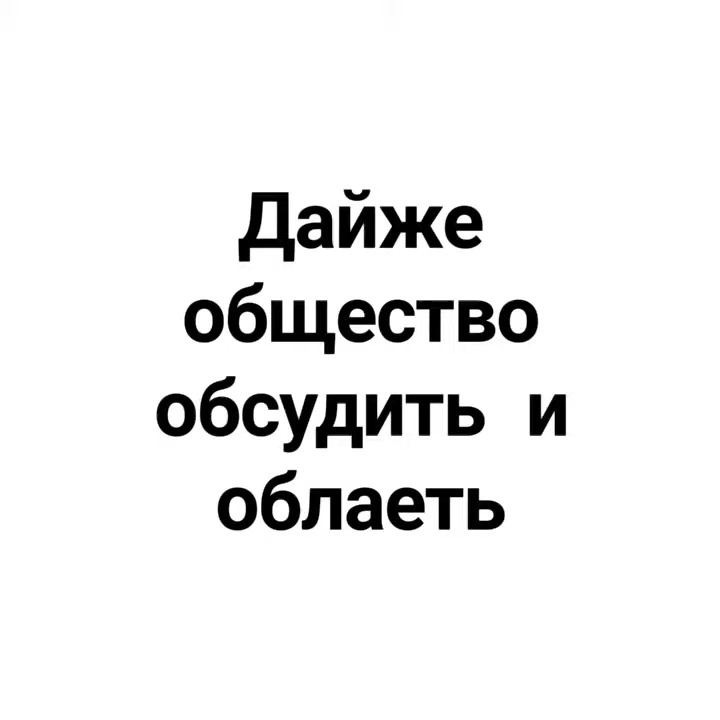 Дайже
общество
обсудить и
облаеть